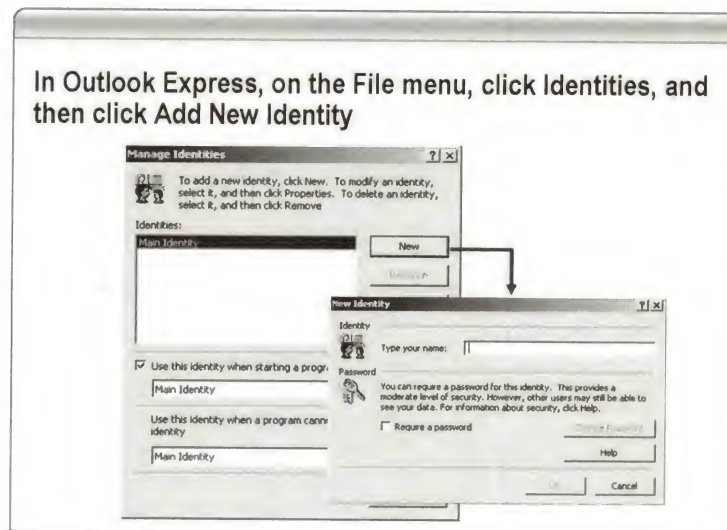 In Outlook Express, on the File menu, click Identities, and
then click Add New Identity
Manage Identities
To add a new identity, click New. To modify an identity,
select it, and then click Properties. To delete an identity,
select it, and then click Remove
Identities:
Main Identity
New
Use this identity when starting a progr
Main Identity
Use this identity when a program cann
identity
Main Identity
New Identity
Identity
Type your name:
Password
You can require a password for this identity. This provides a
moderate level of security. However, other users may still be able to
see your data. For information about security, click Help.
Require a password
Help
Cancel